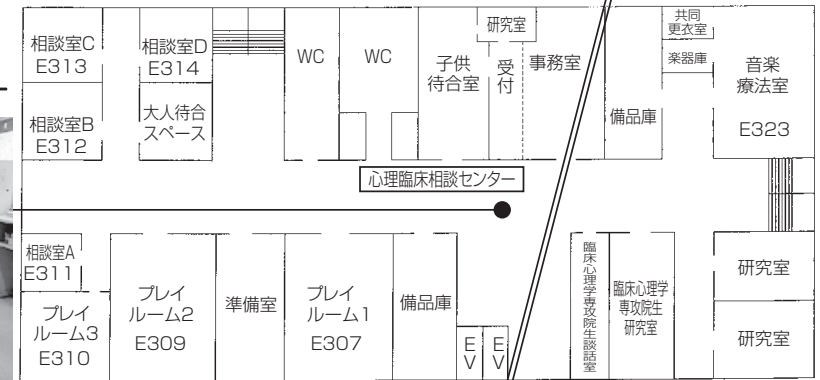 相談室C
E313
相談室D
E314
WC
WC
子供
待合室
研究室
受付
事務室
共同
更衣室
楽器庫
音楽
療法室
E323
相談室B
E312
大人待合
スペース
備品庫
心理臨床相談センター
相談室A
E311
プレイ
ルーム3
E310
プレイ
ルーム2
E309
準備室
プレイ
ルーム1
E307
備品庫
EV
EV
臨床心理学専攻院生談話室
臨床心理学
専攻院生
研究室
研究室
研究室